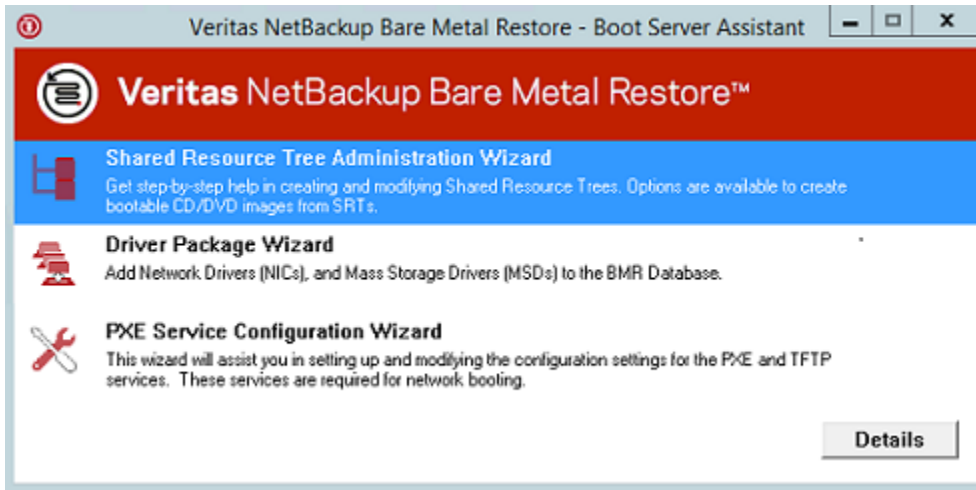 Veritas NetBackup Bare Metal Restore - Boot Server Assistant
Veritas NetBackup Bare Metal Restore™
Shared Resource Tree Administration Wizard
Get step-by-step help in creating and modifying Shared Resource Trees. Options are available to create
bootable CD/DVD images from SRTs.
Driver Package Wizard
Add Network Drivers (NICs), and Mass Storage Drivers (MSDs) to the BMR Database.
PXE Service Configuration Wizard
This wizard will assist you in setting up and modifying the configuration settings for the PXE and TFTP
services. These services are required for network booting.
Details